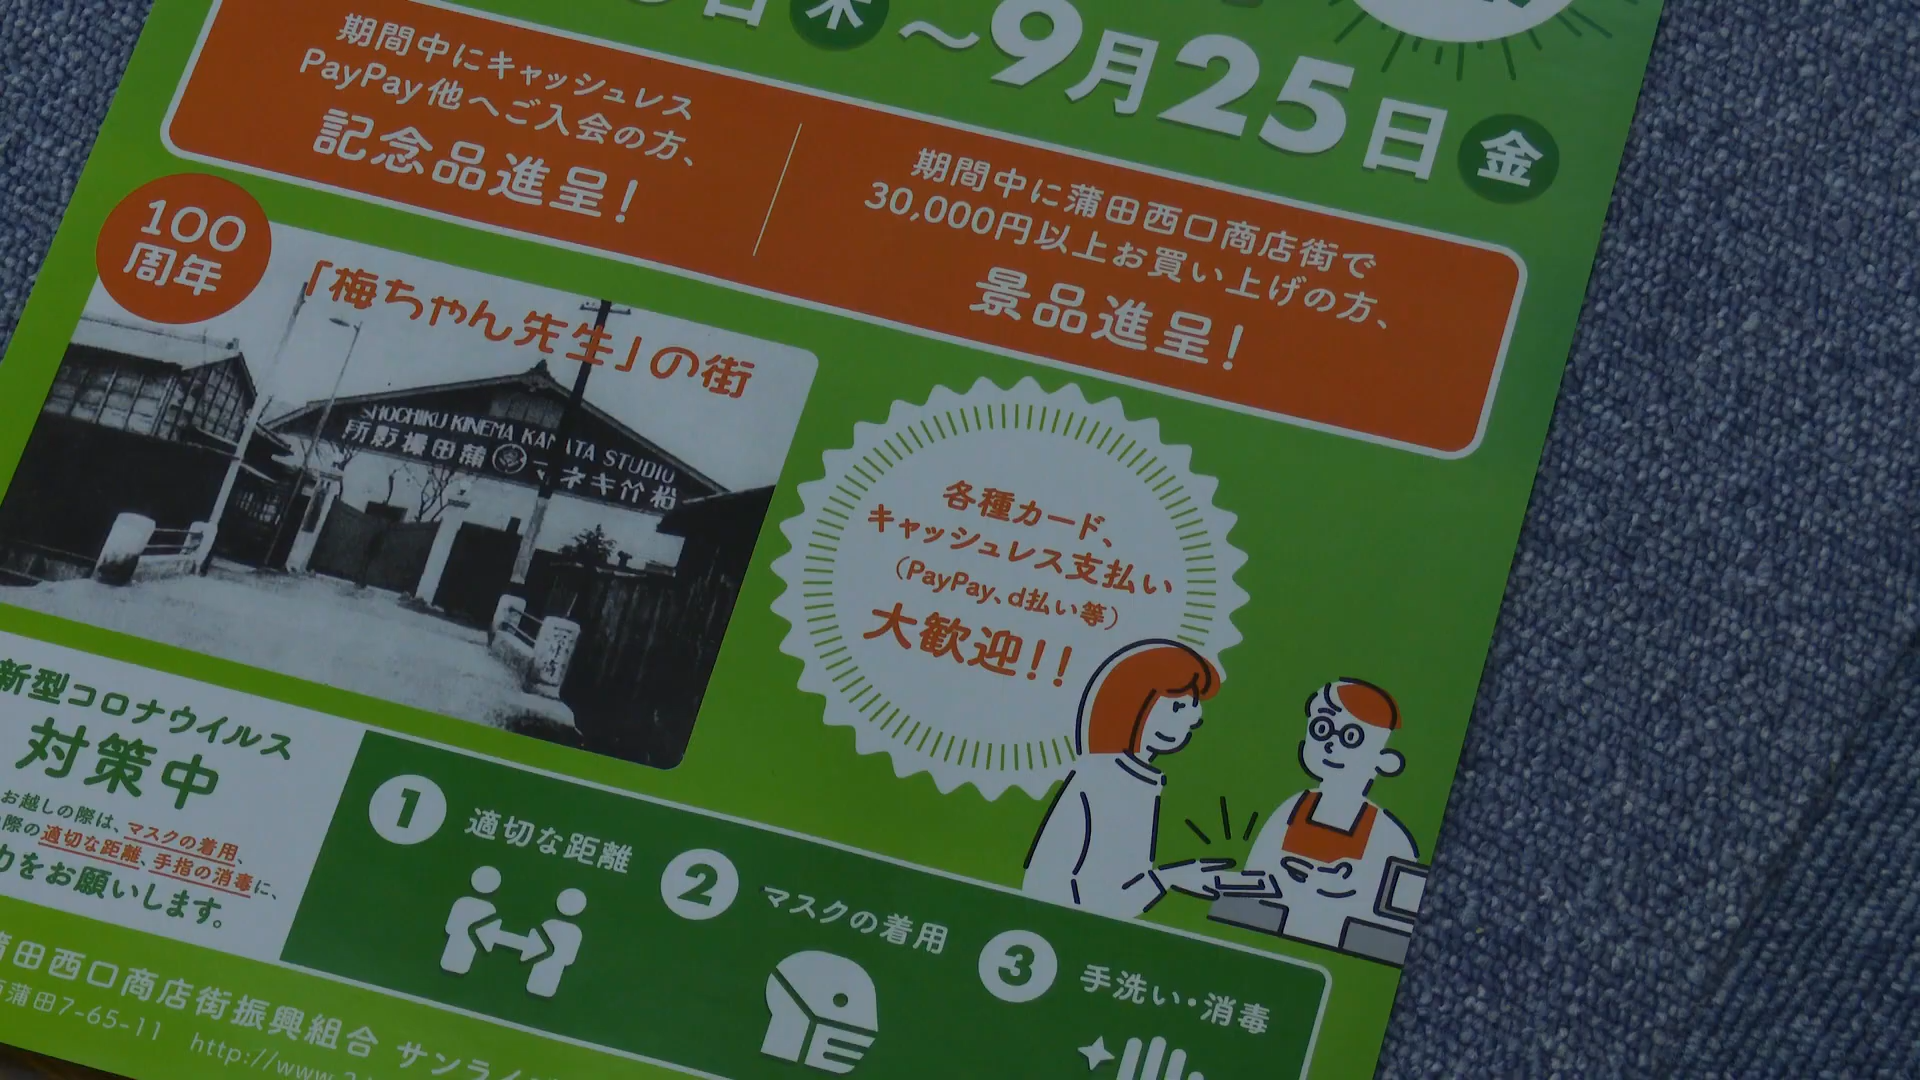 日 木 〜9月25日 金
期間中にキャッシュレス
PayPay他へご入会の方、
記念品進呈!
期間中に蒲田西口商店街で
30,000円以上お買い上げの方、
景品進呈!
100
周年
「梅ちゃん先生」の街
SHOCHIKU KINEMA KAMATA STUDIO
所影撮田蒲 マネキ竹松
各種カード、
キャッシュレス支払い
(PayPay、d払い等)
大歓迎!!
新型コロナウイルス
対策中
お越しの際は、マスクの着用、
際の適切な距離、手指の消毒に、
力をお願いします。
1 適切な距離
2 マスクの着用
3 手洗い・消毒
蒲田西口商店街振興組合 サンライ
蒲田7-65-11 http://www.